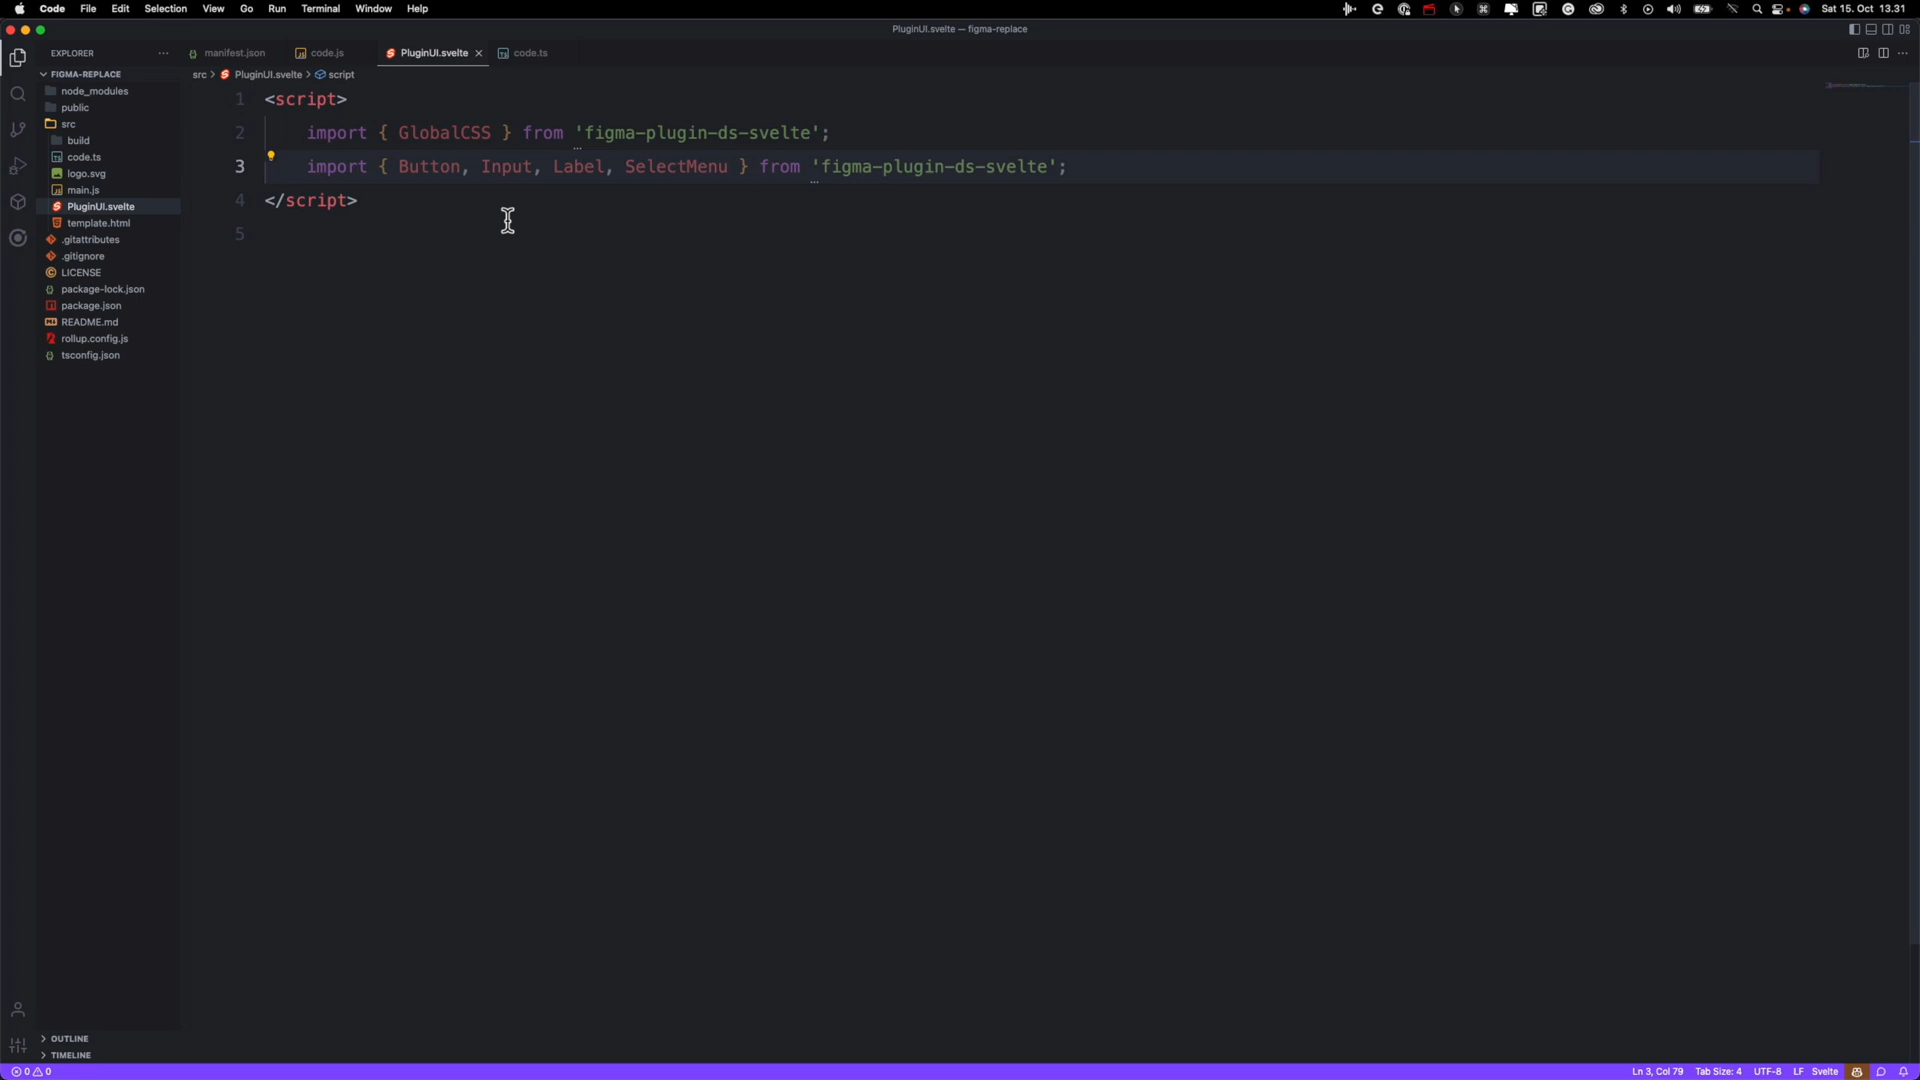 Code File Edit Selection View Go Run Terminal Window Help
Sat 15. Oct 13.31
PluginUI.svelte — figma-replace
EXPLORER
manifest.json
code.js
PluginUI.svelte
code.ts
FIGMA-REPLACE
src > PluginUI.svelte > script
node_modules
public
src
build
code.ts
logo.svg
main.js
PluginUI.svelte
template.html
.gitattributes
.gitignore
LICENSE
package-lock.json
package.json
README.md
rollup.config.js
tsconfig.json
1 <script>
2 import { GlobalCSS } from 'figma-plugin-ds-svelte';
3 import { Button, Input, Label, SelectMenu } from 'figma-plugin-ds-svelte';
4 </script>
5
OUTLINE
TIMELINE
0 0
Ln 3, Col 79 Tab Size: 4 UTF-8 LF Svelte